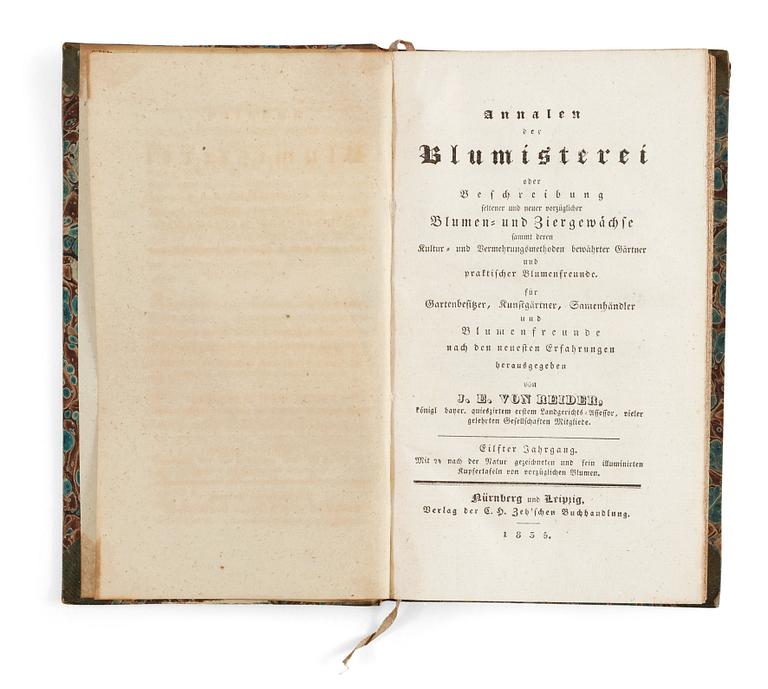 Annalen
der
Blumisterei
oder
Beschreibung
seltener und neuer vorzüglicher
Blumen- und Ziergewächse
sammt deren
Kultur- und Vermehrungsmethoden bewährter Gärtner
und
praktischer Blumenfreunde.
für
Gartenbesitzer, Kunstgärtner, Samenhändler
und
Blumenfreunde
nach den neuesten Erfahrungen
herausgegeben
von
J. E. VON REIDER,
königl bayer. quieszirtem erstem Landgerichts-Assessor, vieler
gelehrten Gesellschaften Mitgliede.
Eilfter Jahrgang.
Mit 24 nach der Natur gezeichneten und fein illuminirten
Kupfertafeln von vorzüglichen Blumen.
Nürnberg und Leipzig,
Verlag der C. H. Zeh'schen Buchhandlung.